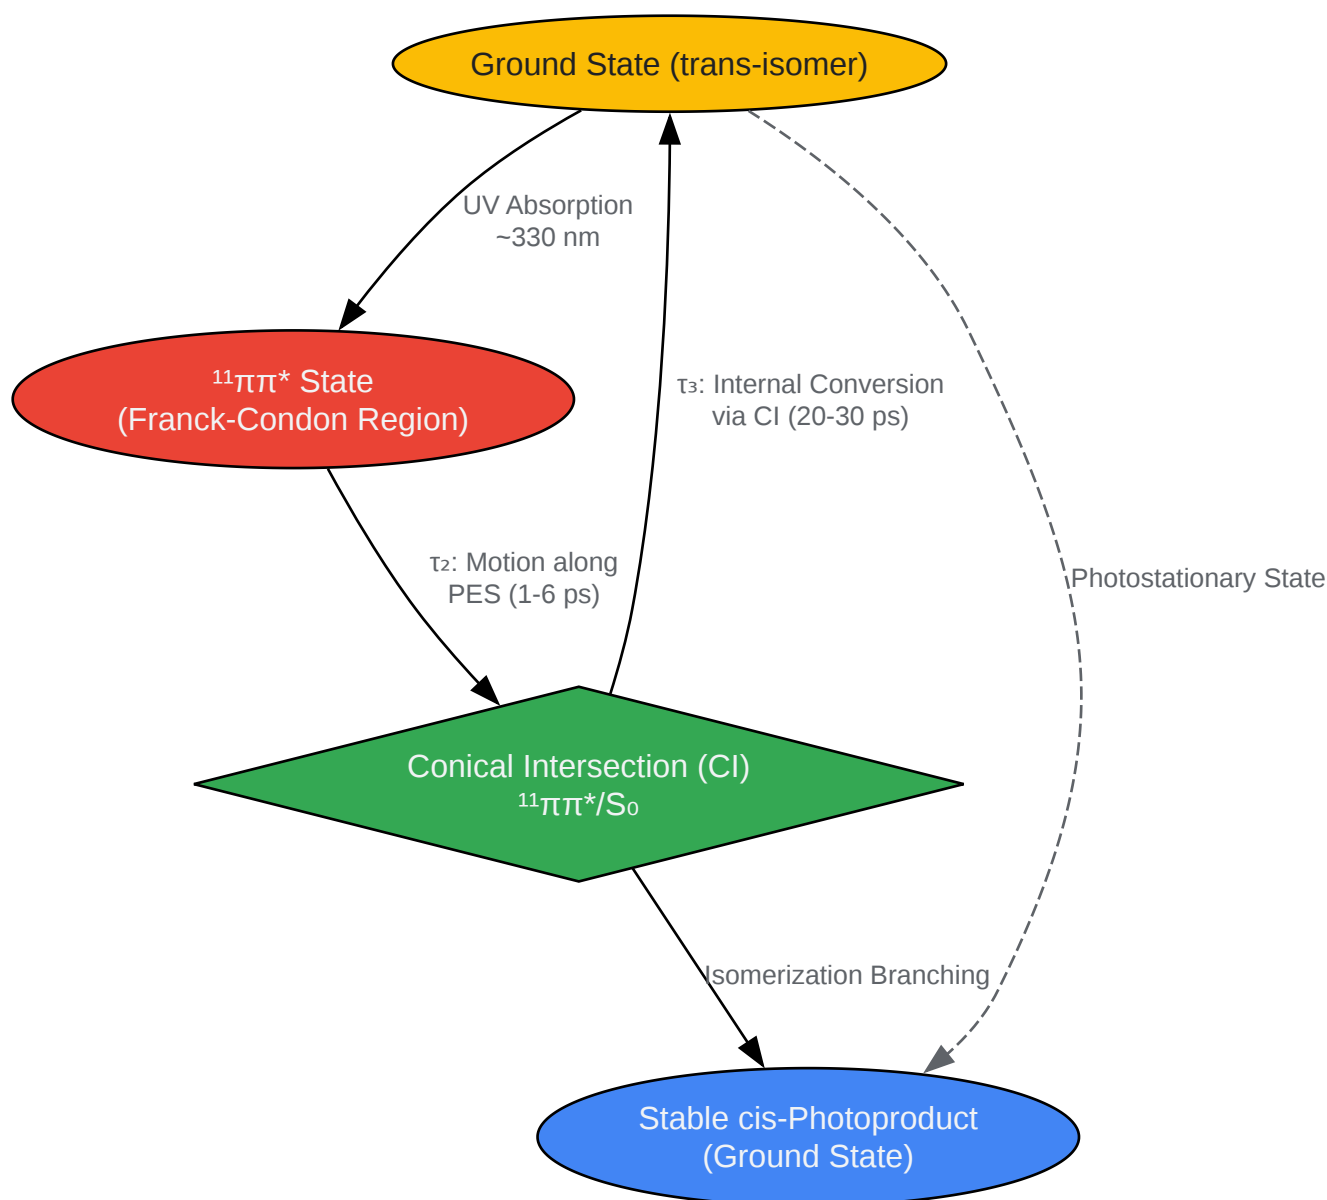 Ground State (trans-isomer)
UV Absorption
~330 nm
¹¹ππ* State
(Franck-Condon Region)
τ₃: Internal Conversion
via CI (20-30 ps)
τ₂: Motion along
PES (1-6 ps)
Photostationary State
Conical Intersection (CI)
¹¹ππ*/S₀
Isomerization Branching
Stable cis-Photoproduct
(Ground State)